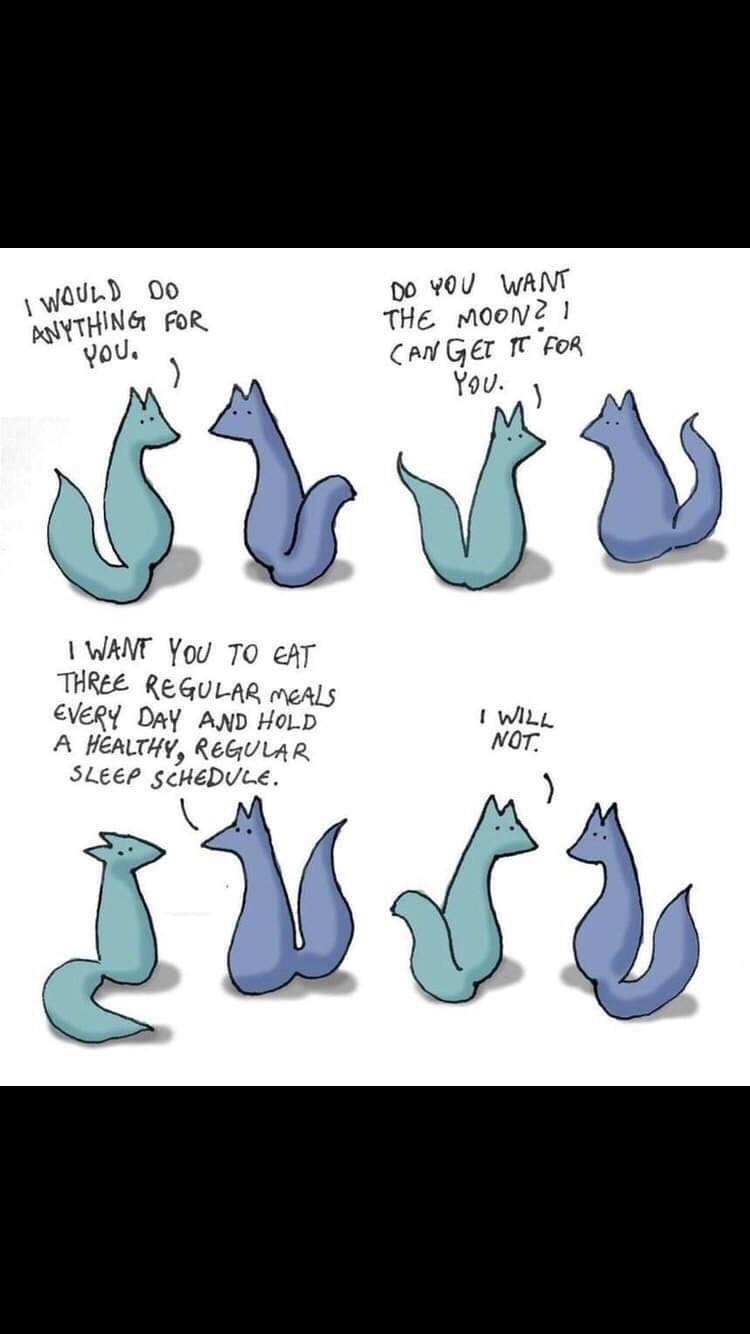 I WOULD DO
ANYTHING FOR
YOU.
DO YOU WANT
THE MOON? I
CAN GET IT FOR
YOU.
I WANT YOU TO EAT
THREE REGULAR MEALS
EVERY DAY AND HOLD
A HEALTHY, REGULAR
SLEEP SCHEDULE.
I WILL
NOT.